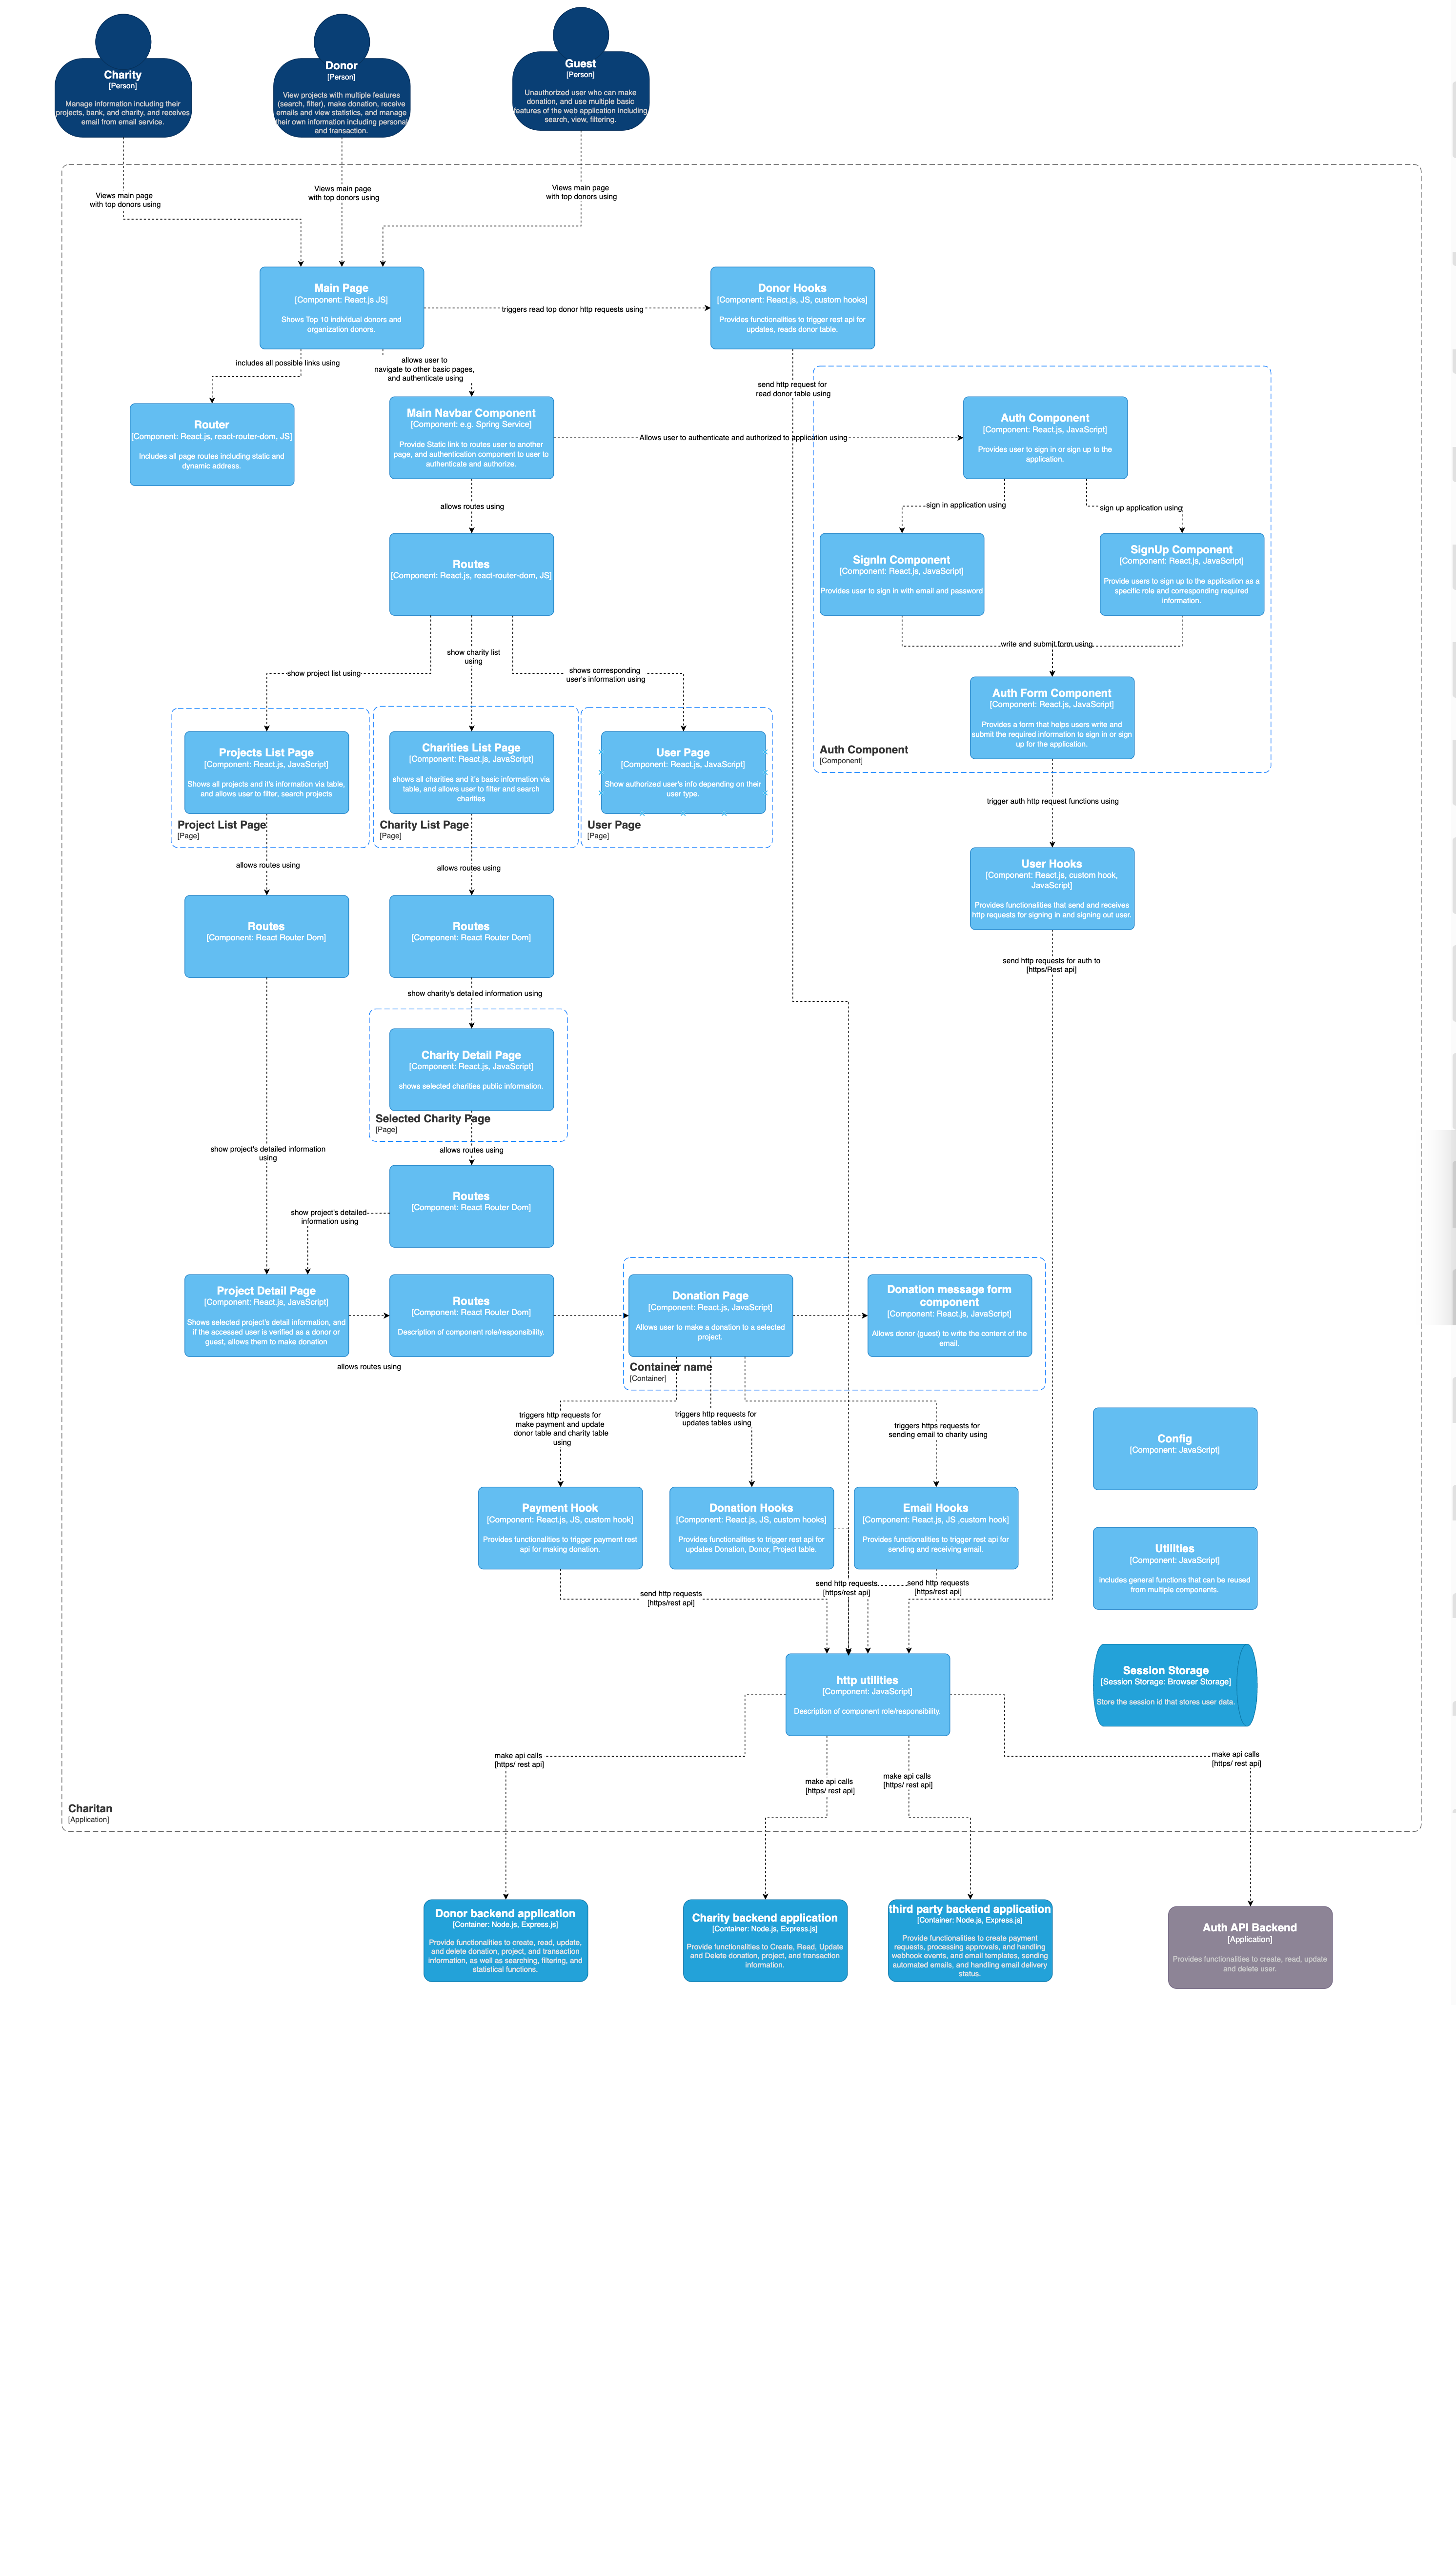 Charity
[Person]
Manage information including their
projects, bank, and charity, and receives
email from email service.
Donor
[Person]
View projects with multiple features
(search, filter), make donation, receive
emails and view statistics, and manage
their own information including personal
and transaction.
Guest
[Person]
Unauthorized user who can make
donation, and use multiple basic
features of the web application including
search, view, filtering.
Views main page
with top donors using
Views main page
with top donors using
Views main page
with top donors using
Main Page
[Component: React.js JS]
Shows Top 10 individual donors and
organization donors.
triggers read top donor http requests using
Donor Hooks
[Component: React.js, JS, custom hooks]
Provides functionalities to trigger rest api for
updates, reads donor table.
includes all possible links using
allows user to
navigate to other basic pages,
and authenticate using
send http request for
read donor table using
Router
[Component: React.js, react-router-dom, JS]
Includes all page routes including static and
dynamic address.
Main Navbar Component
[Component: e.g. Spring Service]
Provide Static link to routes user to another
page, and authentication component to user to
authenticate and authorize.
Allows user to authenticate and authorized to application using
Auth Component
[Component: React.js, JavaScript]
Provides user to sign in or sign up to the
application.
allows routes using
sign in application using
sign up application using
Routes
[Component: React.js, react-router-dom, JS]
SignIn Component
[Component: React.js, JavaScript]
Provides user to sign in with email and password
SignUp Component
[Component: React.js, JavaScript]
Provide users to sign up to the application as a
specific role and corresponding required
information.
write and submit form using
show project list using
show charity list
using
shows corresponding
user's information using
Auth Form Component
[Component: React.js, JavaScript]
Provides a form that helps users write and
submit the required information to sign in or sign
up for the application.
Auth Component
[Component]
Projects List Page
[Component: React.js, JavaScript]
Shows all projects and it's information via table,
and allows user to filter, search projects
Project List Page
[Page]
Charities List Page
[Component: React.js, JavaScript]
shows all charities and it's basic information via
table, and allows user to filter and search
charities
Charity List Page
[Page]
User Page
[Component: React.js, JavaScript]
Show authorized user's info depending on their
user type.
User Page
[Page]
trigger auth http request functions using
allows routes using
allows routes using
User Hooks
[Component: React.js, custom hook,
JavaScript]
Provides functionalities that send and receives
http requests for signing in and signing out user.
Routes
[Component: React Router Dom]
Routes
[Component: React Router Dom]
send http requests for auth to
[https/Rest api]
show charity's detailed information using
Charity Detail Page
[Component: React.js, JavaScript]
shows selected charities public information.
Selected Charity Page
[Page]
show project's detailed information
using
allows routes using
Routes
[Component: React Router Dom]
show project's detailed
information using
Project Detail Page
[Component: React.js, JavaScript]
Shows selected project's detail information, and
if the accessed user is verified as a donor or
guest, allows them to make donation
allows routes using
Routes
[Component: React Router Dom]
Description of component role/responsibility.
Donation Page
[Component: React.js, JavaScript]
Allows user to make a donation to a selected
project.
Donation message form
component
[Component: React.js, JavaScript]
Allows donor (guest) to write the content of the
email.
Container name
[Container]
triggers http requests for
make payment and update
donor table and charity table
using
triggers http requests for
updates tables using
triggers https requests for
sending email to charity using
Config
[Component: JavaScript]
Payment Hook
[Component: React.js, JS, custom hook]
Provides functionalities to trigger payment rest
api for making donation.
Donation Hooks
[Component: React.js, JS, custom hooks]
Provides functionalities to trigger rest api for
updates Donation, Donor, Project table.
Email Hooks
[Component: React.js, JS ,custom hook]
Provides functionalities to trigger rest api for
sending and receiving email.
Utilities
[Component: JavaScript]
includes general functions that can be reused
from multiple components.
send http requests
[https/rest api]
send http requests
[https/rest api]
send http requests
[https/rest api]
http utilities
[Component: JavaScript]
Description of component role/responsibility.
Session Storage
[Session Storage: Browser Storage]
Store the session id that stores user data.
make api calls
[https/ rest api]
make api calls
[https/ rest api]
make api calls
[https/ rest api]
make api calls
[https/ rest api]
Charitan
[Application]
Donor backend application
[Container: Node.js, Express.js]
Provide functionalities to create, read, update,
and delete donation, project, and transaction
information, as well as searching, filtering, and
statistical functions.
Charity backend application
[Container: Node.js, Express.js]
Provide functionalities to Create, Read, Update
and Delete donation, project, and transaction
information.
third party backend application
[Container: Node.js, Express.js]
Provide functionalities to create payment
requests, processing approvals, and handling
webhook events, and email templates, sending
automated emails, and handling email delivery
status.
Auth API Backend
[Application]
Provides functionalities to create, read, update
and delete user.